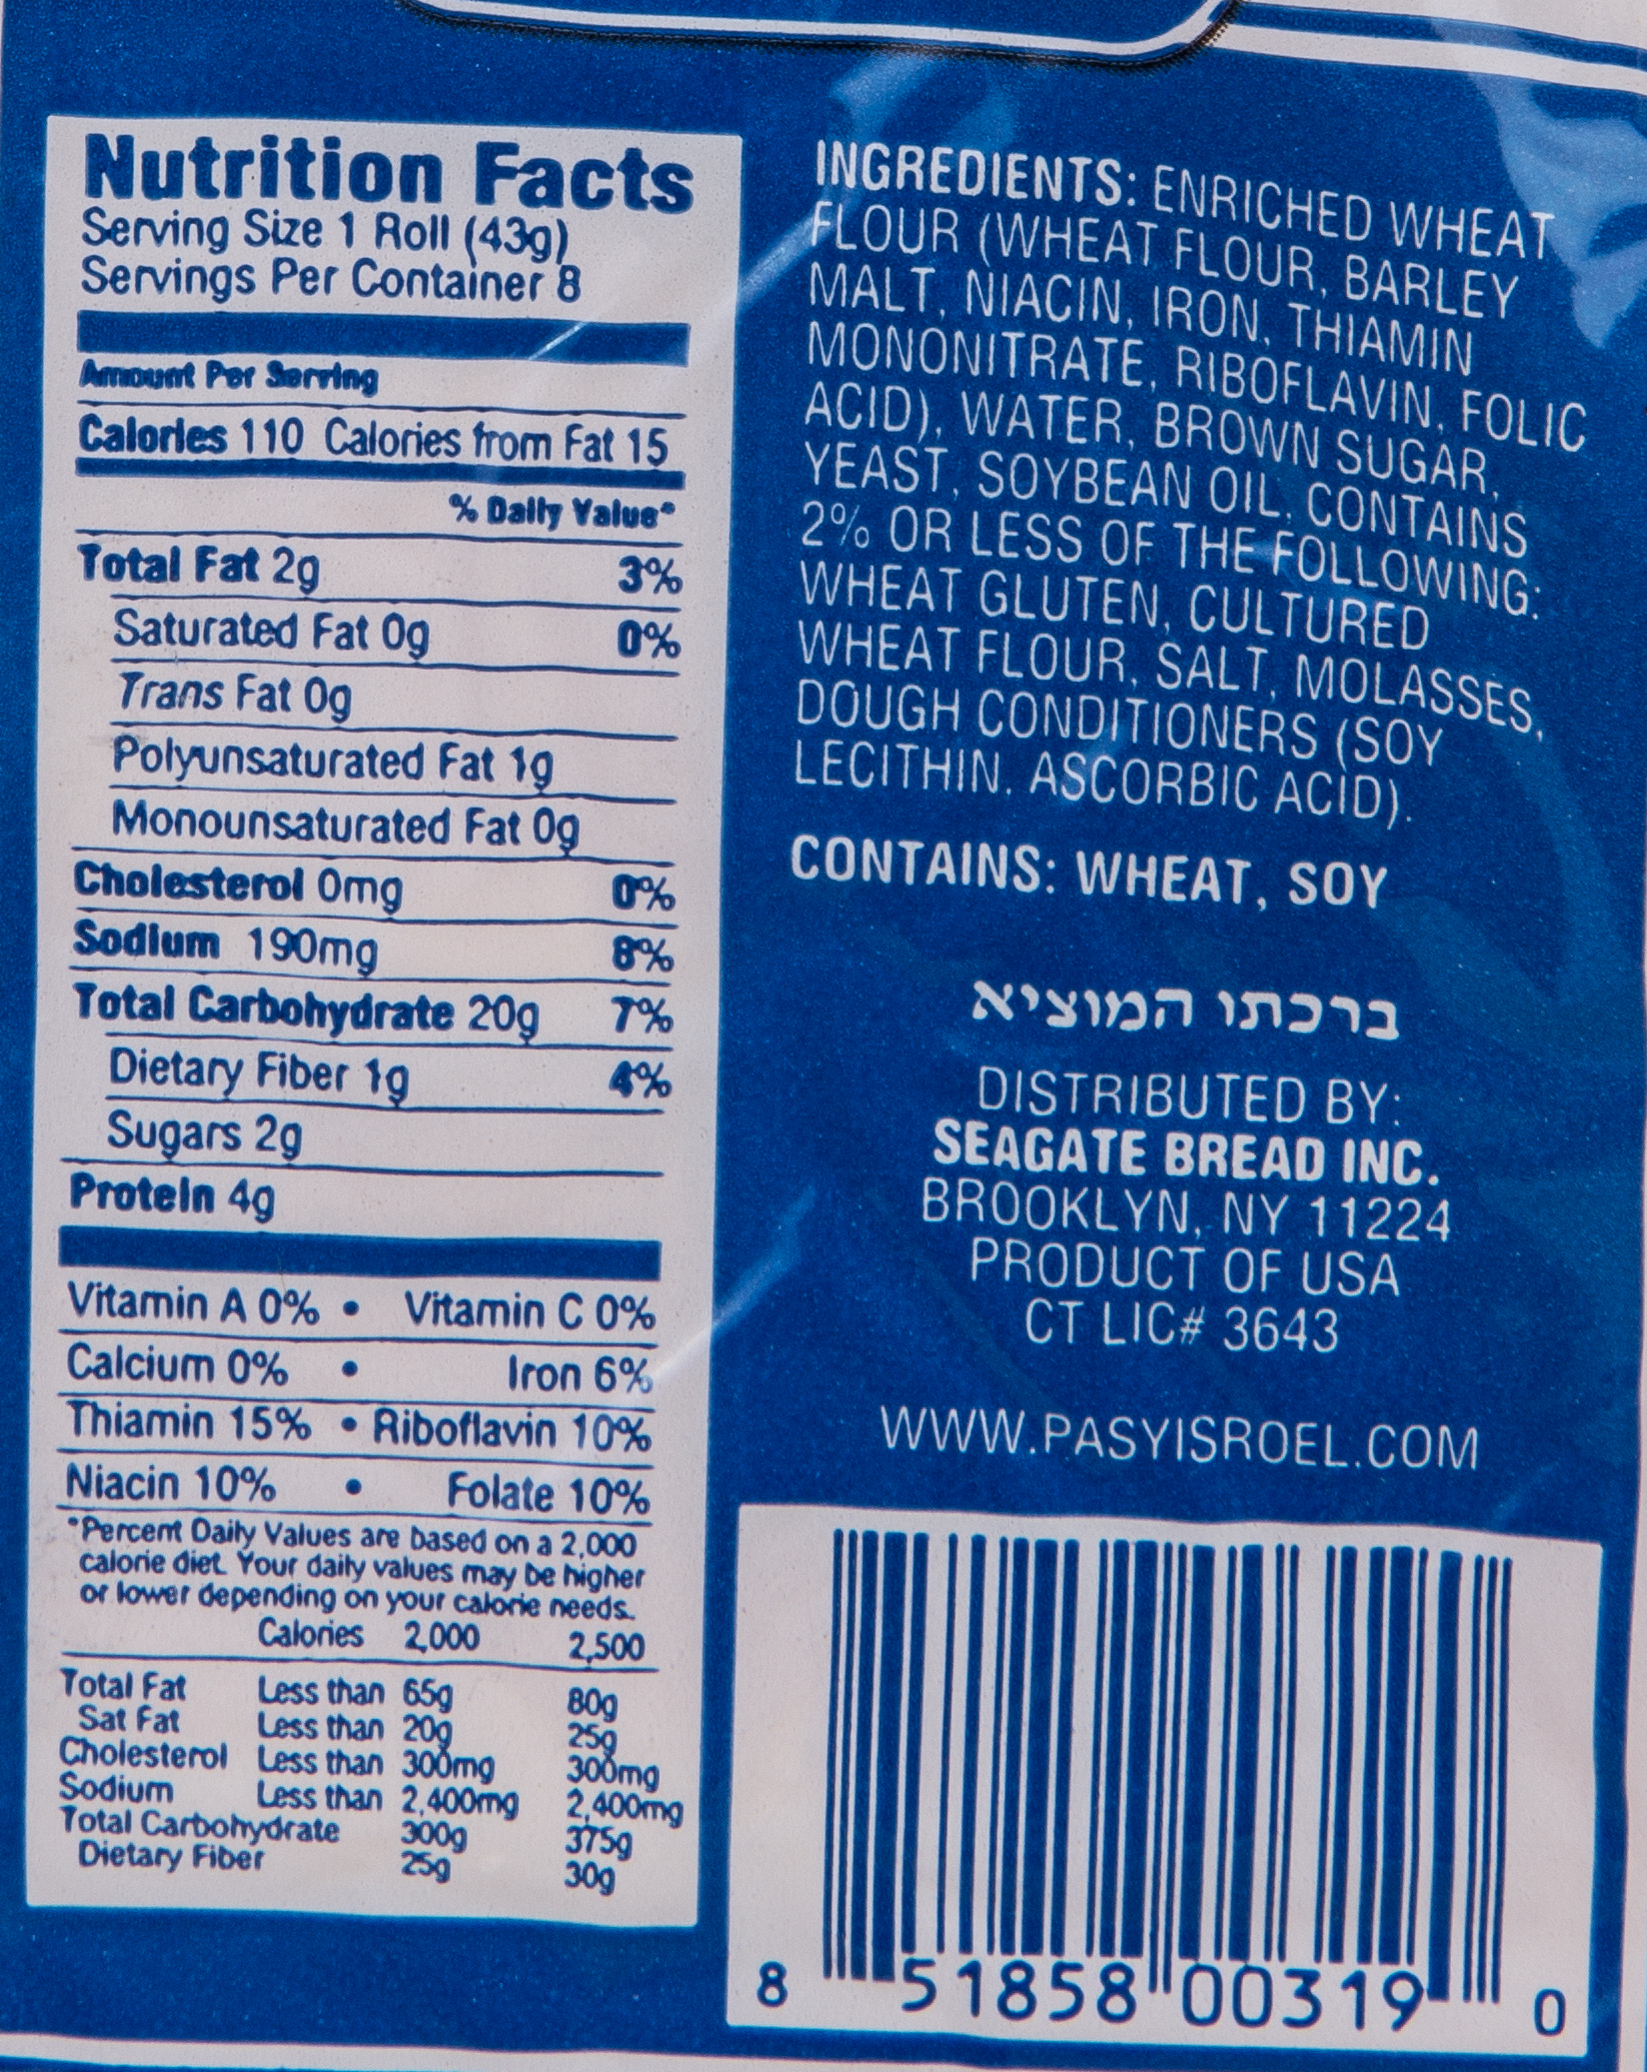 Nutrition Facts
Serving Size 1 Roll (43g)
Servings Per Container 8
Amount Per Serving
Calories 110 Calories from Fat 15
% Daily Value*
Total Fat 2g 3%
Saturated Fat 0g 0%
Trans Fat 0g
Polyunsaturated Fat 1g
Monounsaturated Fat 0g
Cholesterol 0mg 0%
Sodium 190mg 8%
Total Carbohydrate 20g 7%
Dietary Fiber 1g 4%
Sugars 2g
Protein 4g
Vitamin A 0% • Vitamin C 0%
Calcium 0% • Iron 6%
Thiamin 15% • Riboflavin 10%
Niacin 10% • Folate 10%
*Percent Daily Values are based on a 2,000
calorie diet. Your daily values may be higher
or lower depending on your calorie needs.
Calories 2,000 2,500
Total Fat Less than 65g 80g
Sat Fat Less than 20g 25g
Cholesterol Less than 300mg 300mg
Sodium Less than 2,400mg 2,400mg
Total Carbohydrate 300g 375g
Dietary Fiber 25g 30g
INGREDIENTS: ENRICHED WHEAT
FLOUR (WHEAT FLOUR, BARLEY
MALT, NIACIN, IRON, THIAMIN
MONONITRATE, RIBOFLAVIN, FOLIC
ACID), WATER, BROWN SUGAR,
YEAST, SOYBEAN OIL, CONTAINS
2% OR LESS OF THE FOLLOWING:
WHEAT GLUTEN, CULTURED
WHEAT FLOUR, SALT, MOLASSES,
DOUGH CONDITIONERS (SOY
LECITHIN, ASCORBIC ACID).
CONTAINS: WHEAT, SOY
ברכתו המוציא
DISTRIBUTED BY:
SEAGATE BREAD INC.
BROOKLYN, NY 11224
PRODUCT OF USA
CT LIC# 3643
WWW.PASYISROEL.COM
8 51858 00319 0